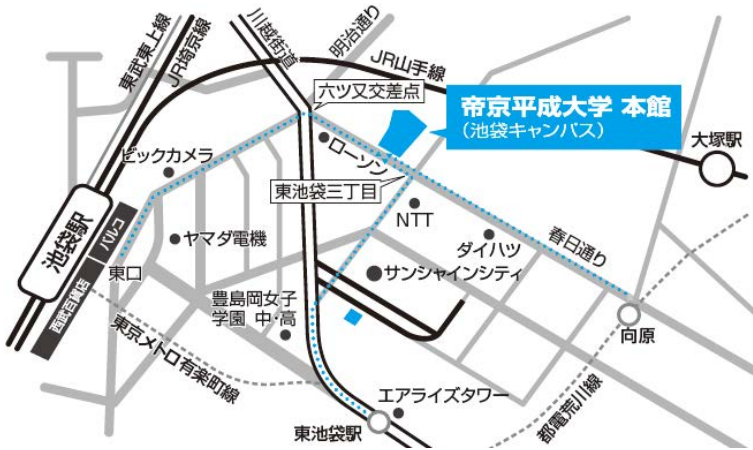 東武東上線
JR埼京線
川越街道
明治通り
JR山手線
六ツ又交差点
帝京平成大学 本館
(池袋キャンパス)
大塚駅
ビックカメラ
ローソン
東池袋三丁目
池袋駅
パルコ
西武百貨店
東口
ヤマダ電機
NTT
ダイハツ
春日通り
サンシャインシティ
豊島岡女子
学園 中・高
向原
東京メトロ有楽町線
エアライズタワー
都電荒川線
東池袋駅